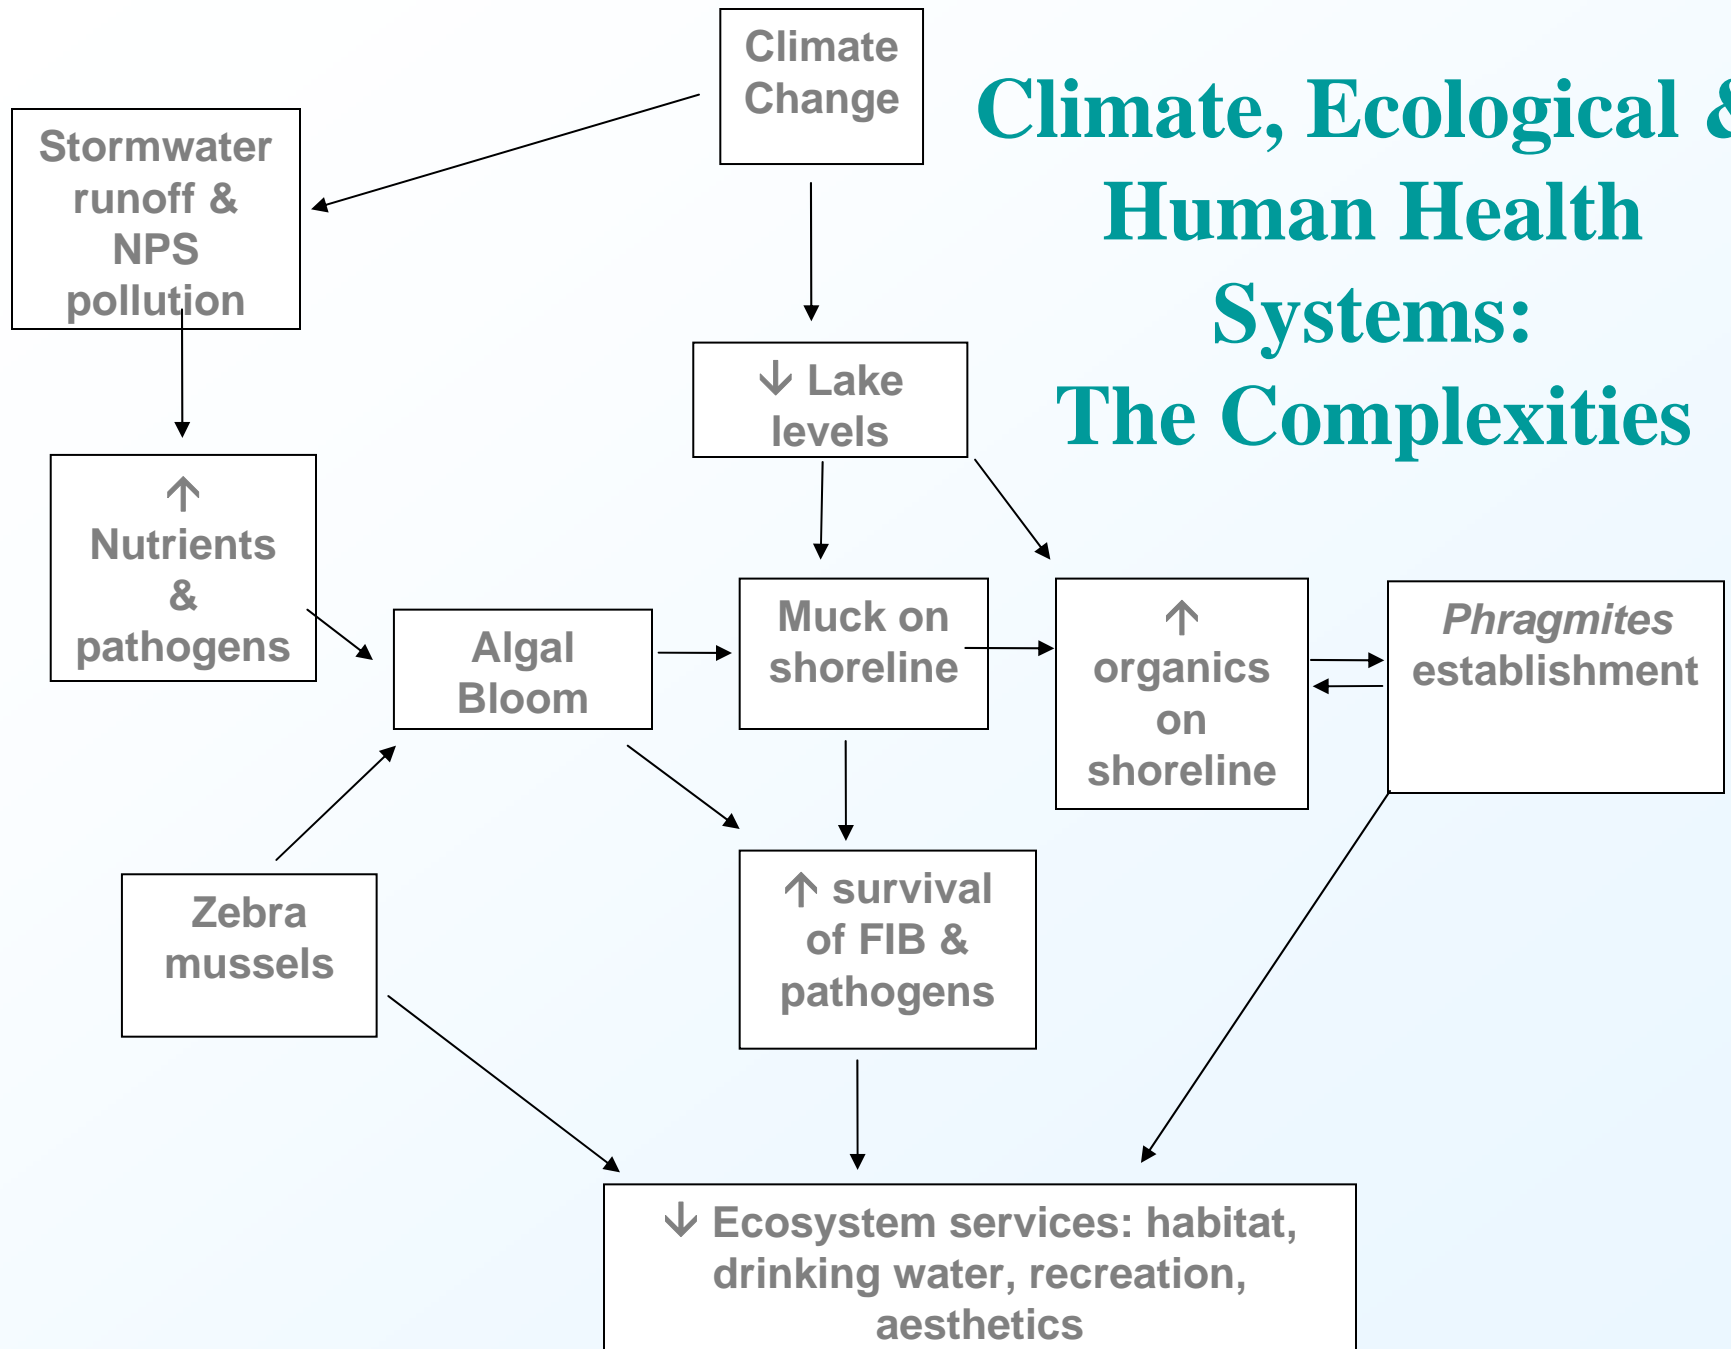 Climate
Change
Climate, Ecological &
Human Health
Systems:
The Complexities
Stormwater
runoff &
NPS
pollution
↓ Lake
levels
↑
Nutrients
&
pathogens
Algal
Bloom
Muck on
shoreline
↑
organics
on
shoreline
Phragmites
establishment
Zebra
mussels
↑ survival
of FIB &
pathogens
↓ Ecosystem services: habitat,
drinking water, recreation,
aesthetics